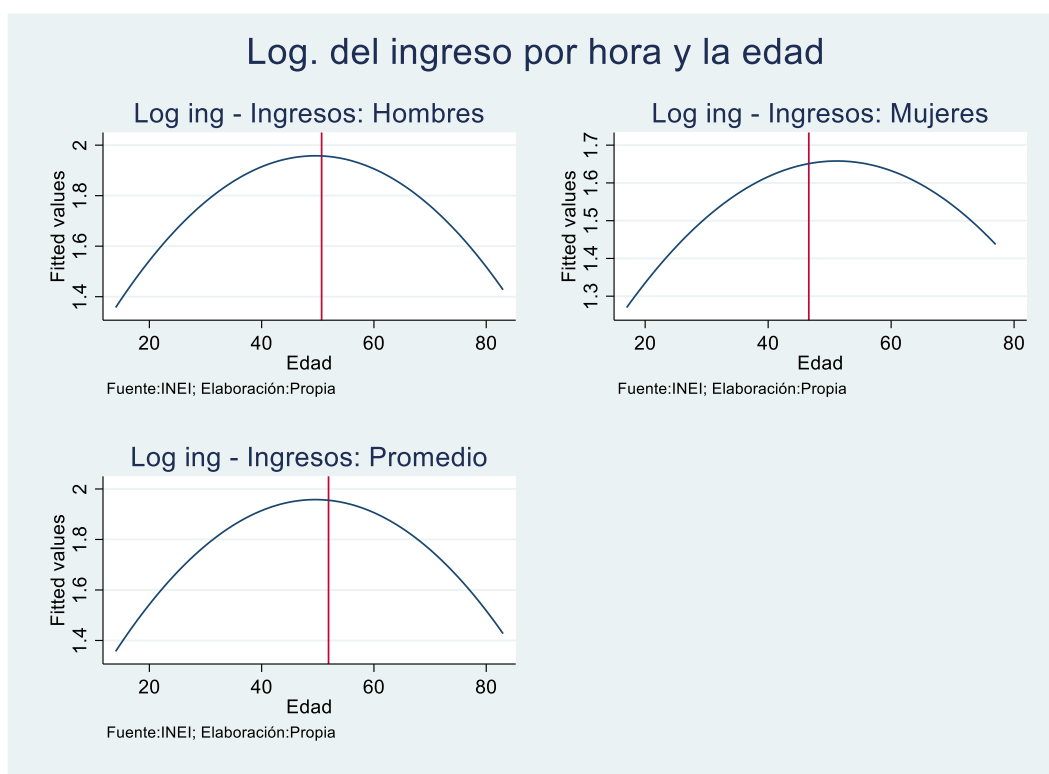 Log. del ingreso por hora y la edad
Log ing - Ingresos: Hombres
Fitted values
2
1.8
1.6
1.4
20 40 60 80
Edad
Fuente:INEI; Elaboración:Propia
Log ing - Ingresos: Mujeres
Fitted values
1.7
1.6
1.5
1.4
1.3
20 40 60 80
Edad
Fuente:INEI; Elaboración:Propia
Log ing - Ingresos: Promedio
Fitted values
2
1.8
1.6
1.4
20 40 60 80
Edad
Fuente:INEI; Elaboración:Propia